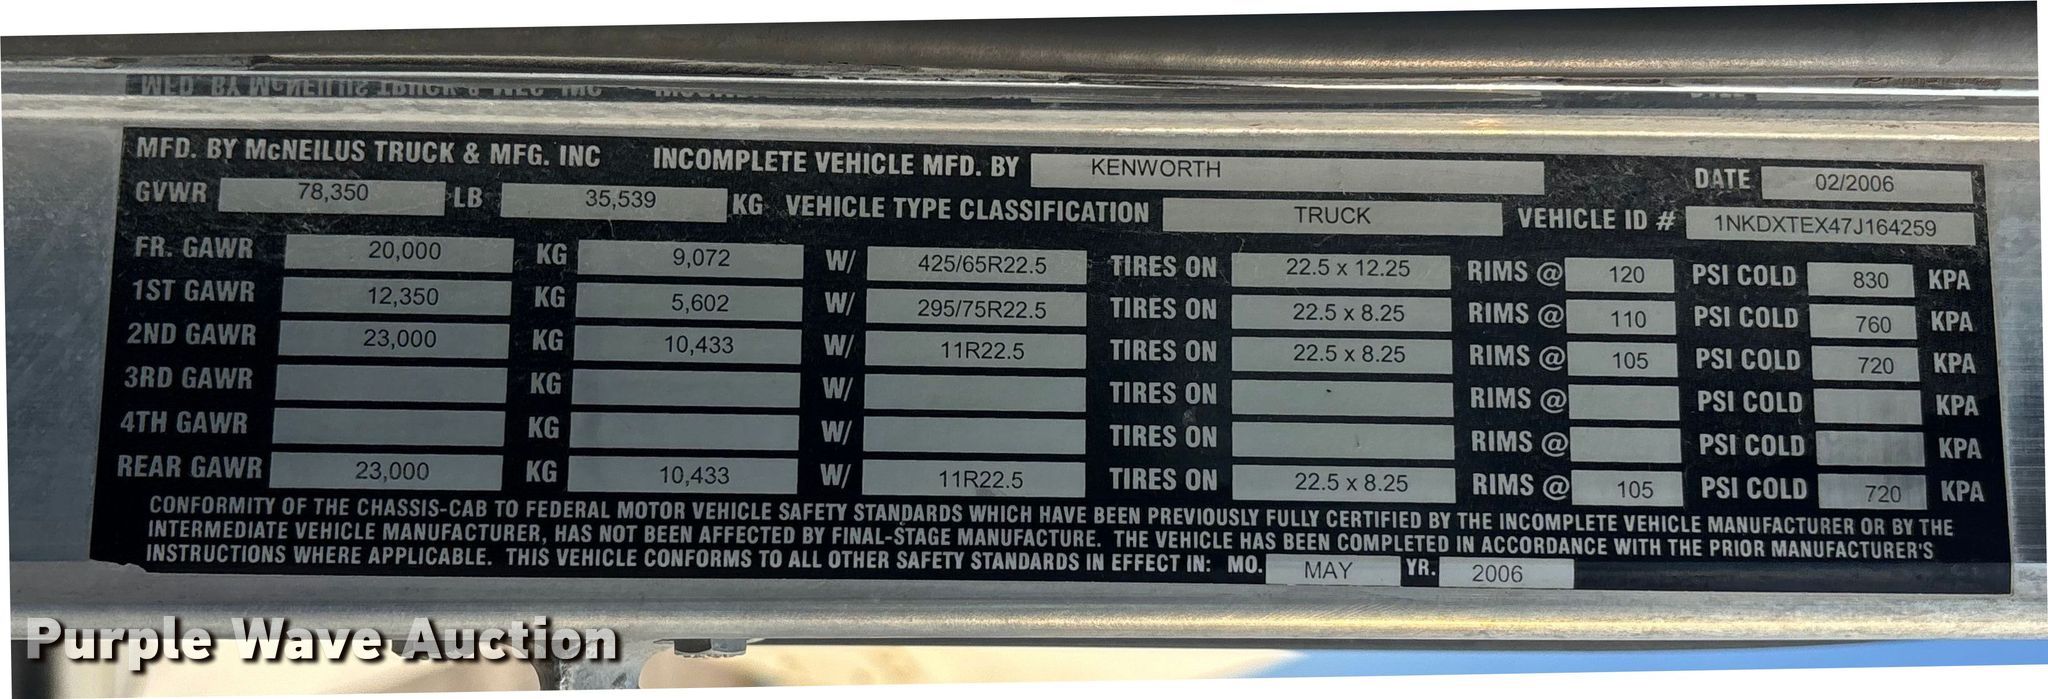 MFD. BY McNEILUS TRUCK & MFG. INC INCOMPLETE VEHICLE MFD. BY KENWORTH DATE 02/2006
GVWR 78,350 LB 35,539 KG VEHICLE TYPE CLASSIFICATION TRUCK VEHICLE ID # 1NKDXTEX47J164259
FR. GAWR 20,000 KG 9,072 W/ 425/65R22.5 TIRES ON 22.5 x 12.25 RIMS @ 120 PSI COLD 830 KPA
1ST GAWR 12,350 KG 5,602 W/ 295/75R22.5 TIRES ON 22.5 x 8.25 RIMS @ 110 PSI COLD 760 KPA
2ND GAWR 23,000 KG 10,433 W/ 11R22.5 TIRES ON 22.5 x 8.25 RIMS @ 105 PSI COLD 720 KPA
3RD GAWR KG W/ TIRES ON RIMS @ PSI COLD KPA
4TH GAWR KG W/ TIRES ON RIMS @ PSI COLD KPA
REAR GAWR 23,000 KG 10,433 W/ 11R22.5 TIRES ON 22.5 x 8.25 RIMS @ 105 PSI COLD 720 KPA
CONFORMITY OF THE CHASSIS-CAB TO FEDERAL MOTOR VEHICLE SAFETY STANDARDS WHICH HAVE BEEN PREVIOUSLY FULLY CERTIFIED BY THE INCOMPLETE VEHICLE MANUFACTURER OR BY THE
INTERMEDIATE VEHICLE MANUFACTURER, HAS NOT BEEN AFFECTED BY FINAL-STAGE MANUFACTURE. THE VEHICLE HAS BEEN COMPLETED IN ACCORDANCE WITH THE PRIOR MANUFACTURER'S
INSTRUCTIONS WHERE APPLICABLE. THIS VEHICLE CONFORMS TO ALL OTHER SAFETY STANDARDS IN EFFECT IN: MO. MAY YR. 2006
Purple Wave Auction